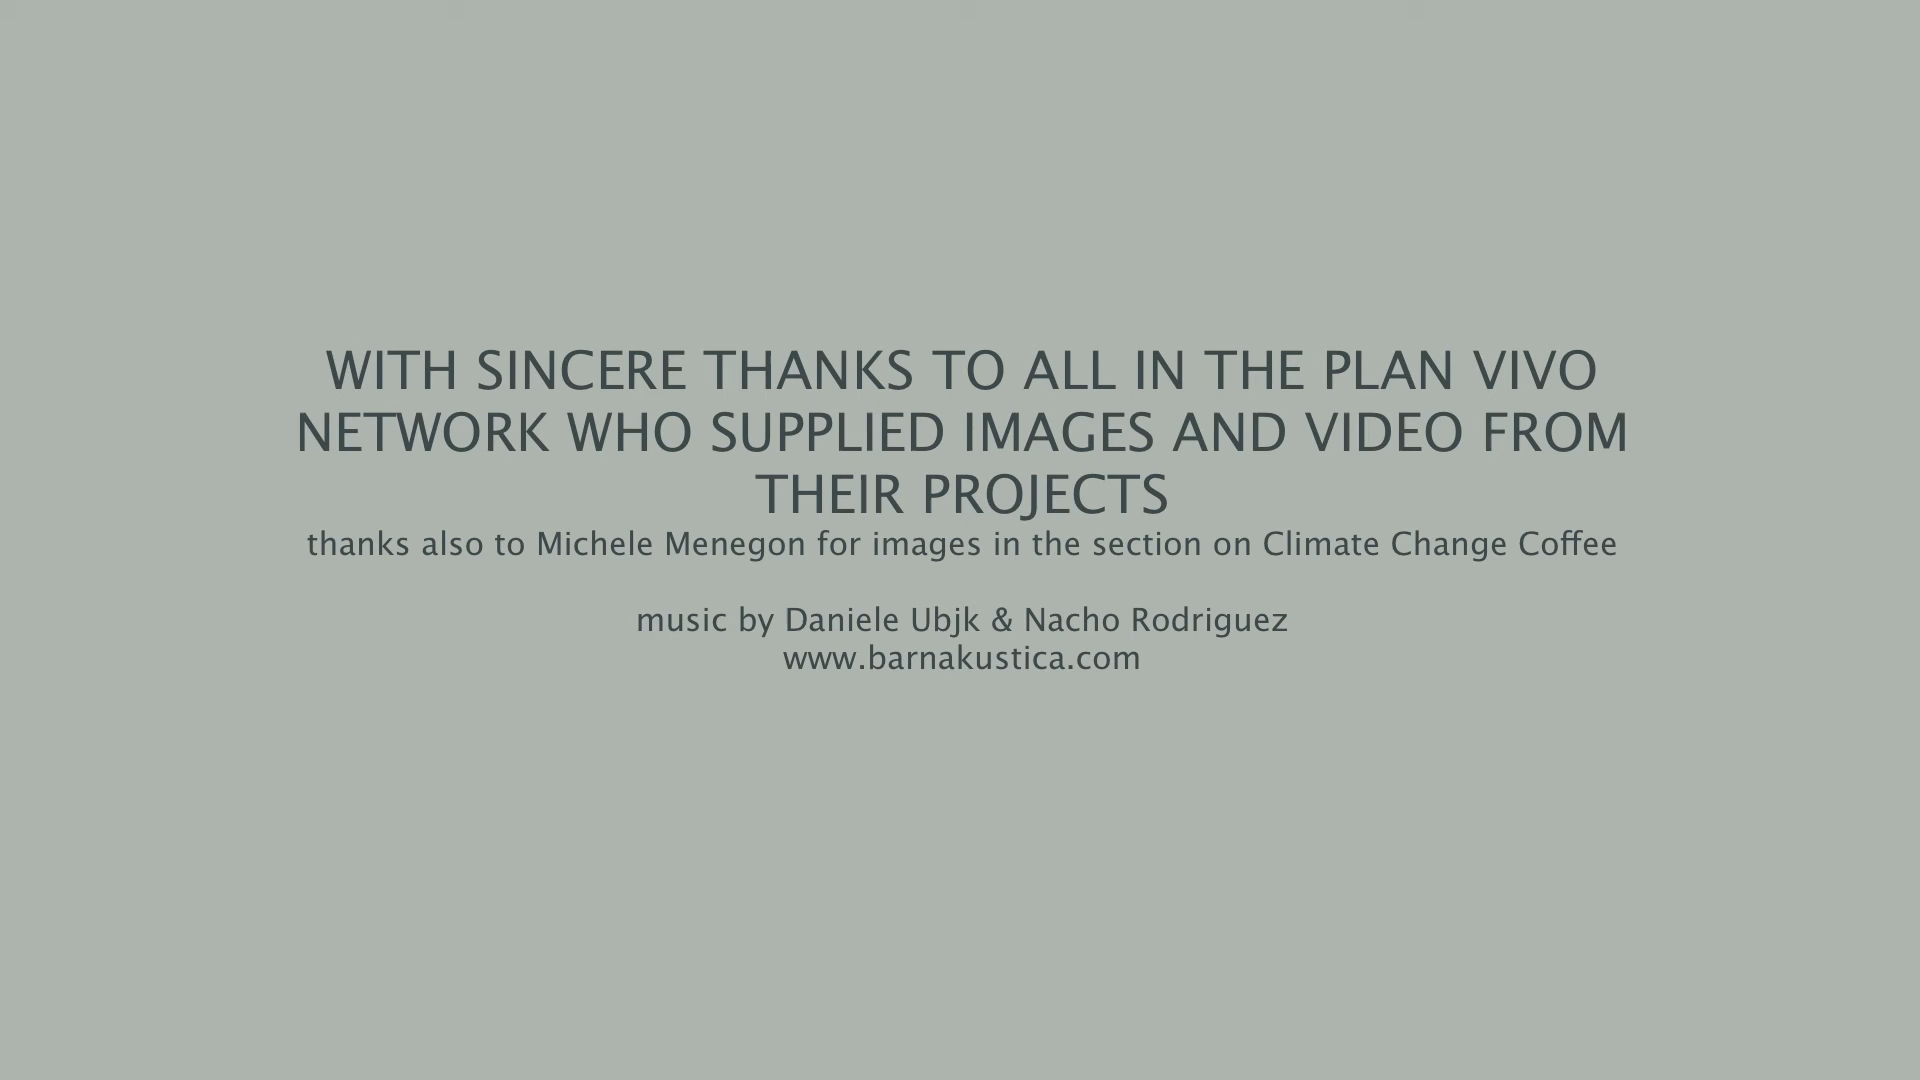 WITH SINCERE THANKS TO ALL IN THE PLAN VIVO
NETWORK WHO SUPPLIED IMAGES AND VIDEO FROM
THEIR PROJECTS
thanks also to Michele Menegon for images in the section on Climate Change Coffee
music by Daniele Ubjk & Nacho Rodriguez
www.barnakustica.com